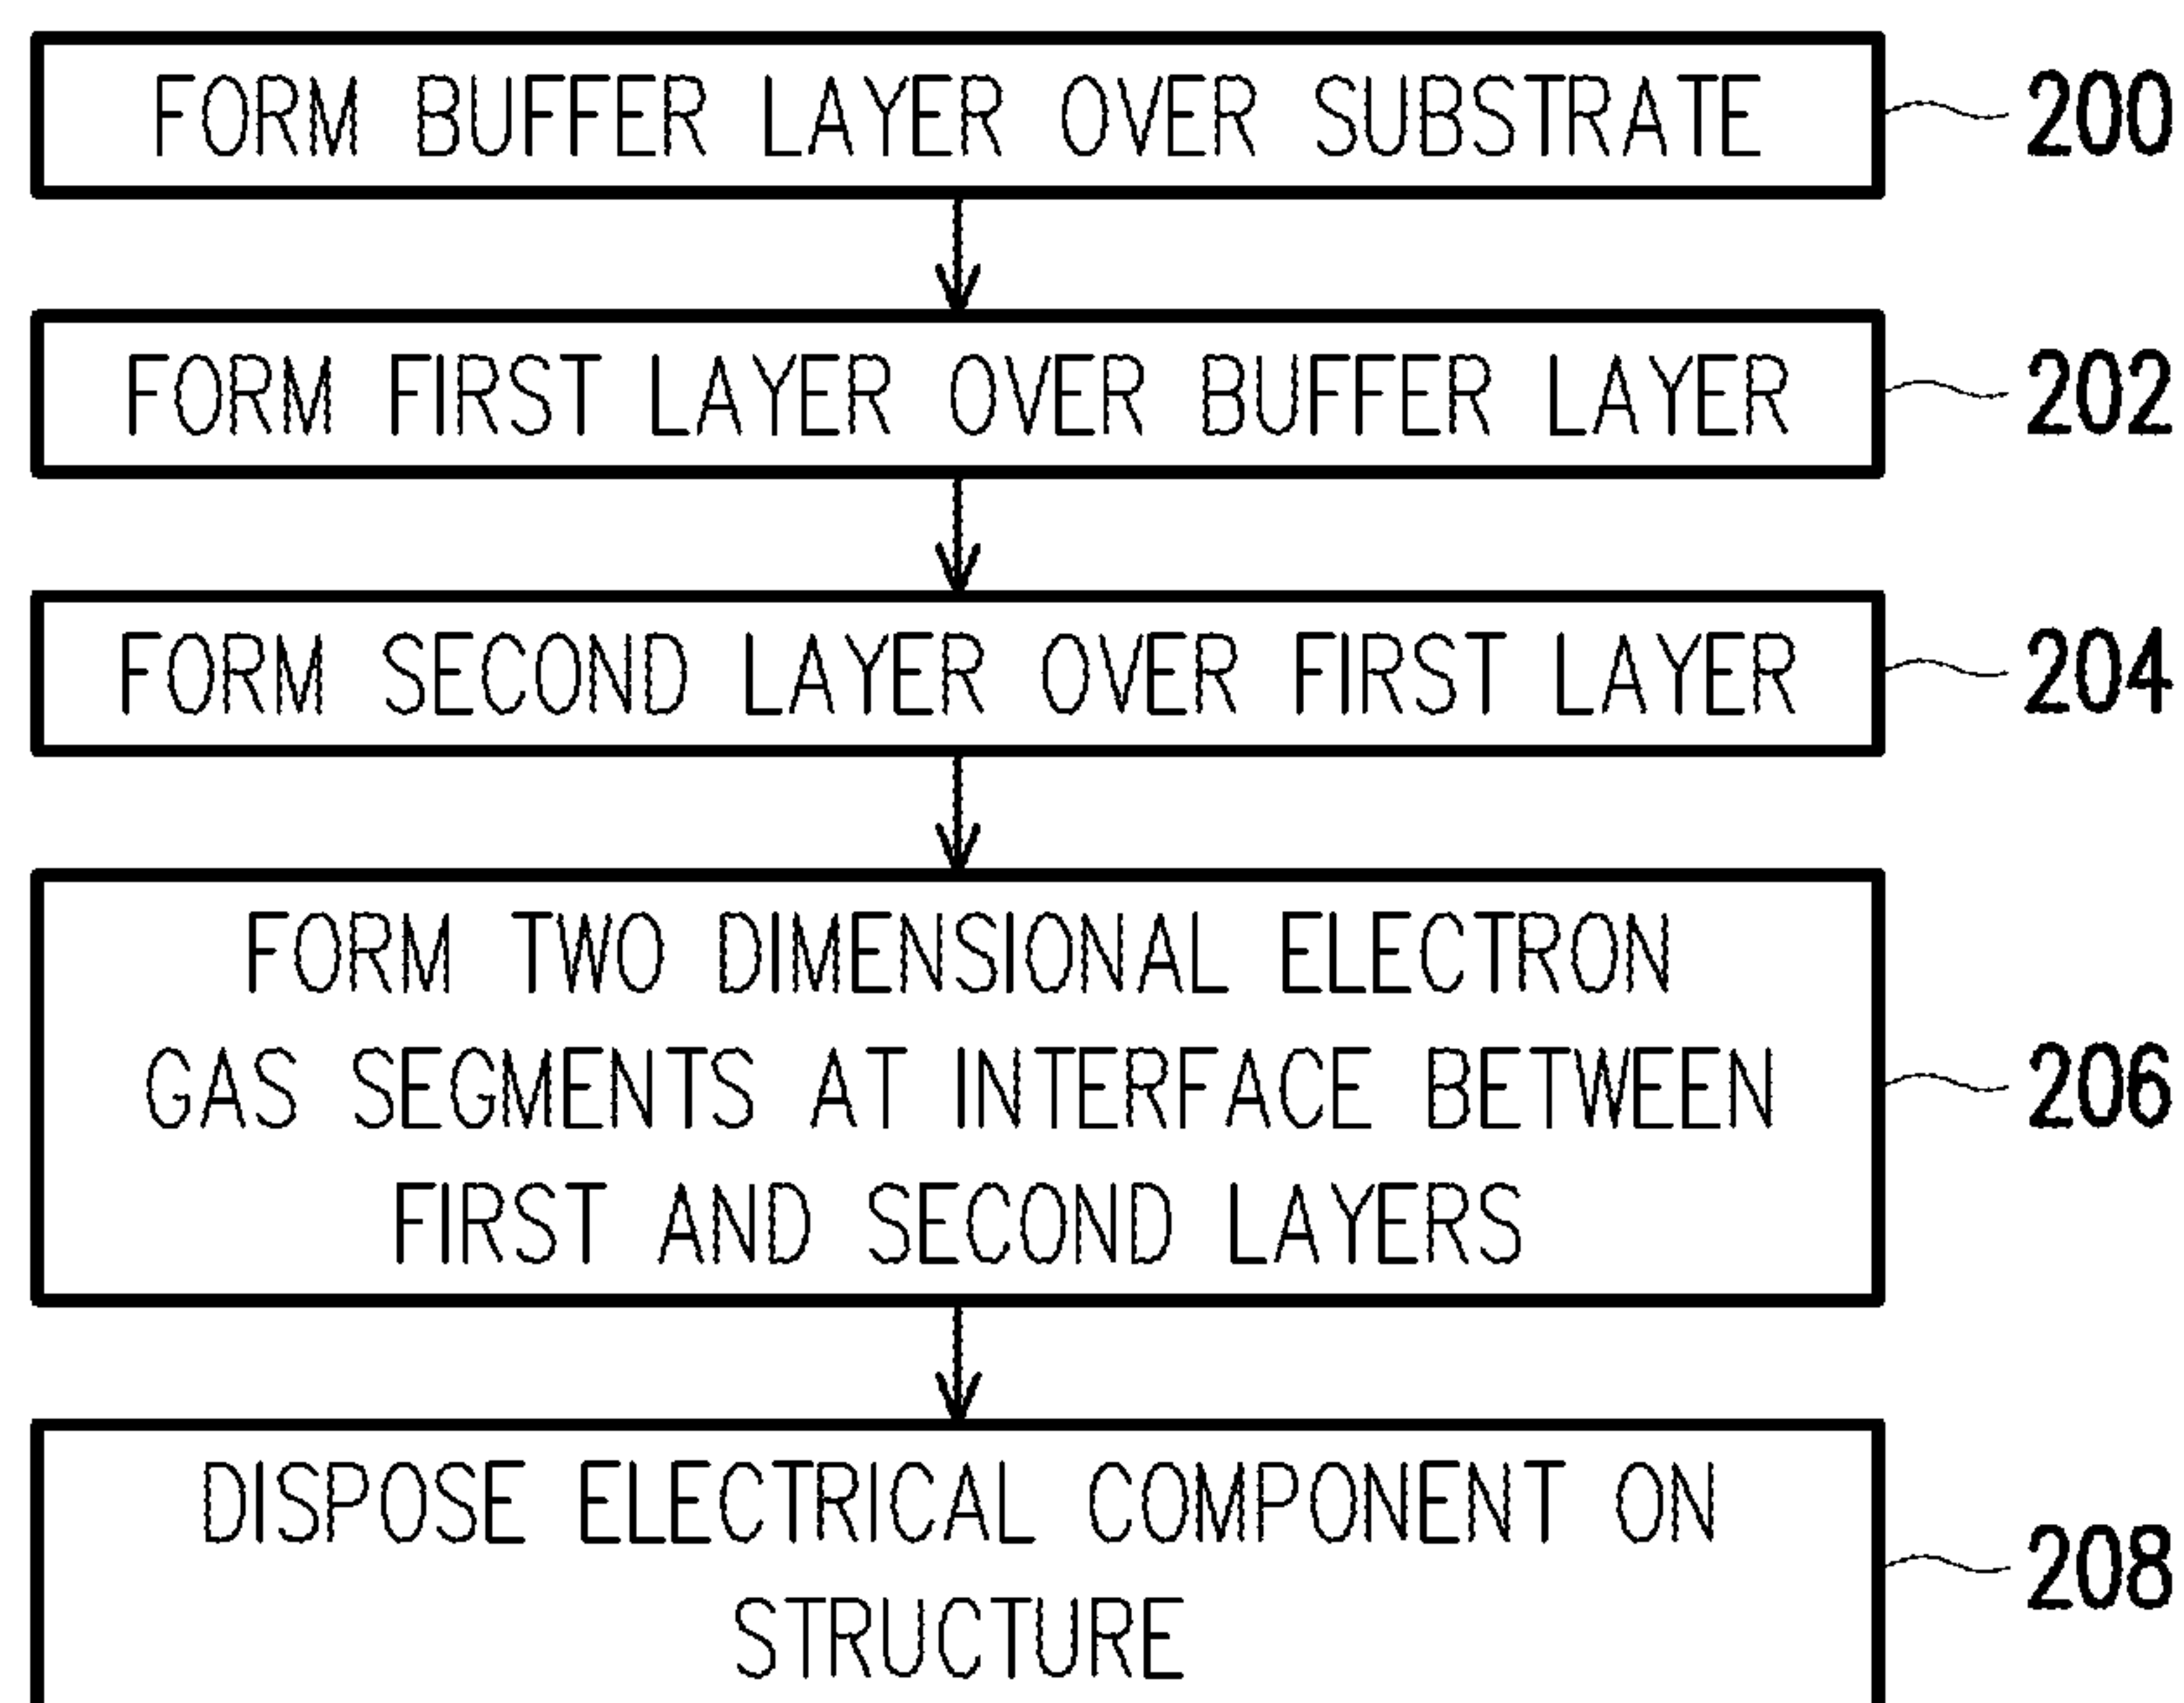 FORM BUFFER LAYER OVER SUBSTRATE 200
FORM FIRST LAYER OVER BUFFER LAYER 202
FORM SECOND LAYER OVER FIRST LAYER 204
FORM TWO DIMENSIONAL ELECTRON
GAS SEGMENTS AT INTERFACE BETWEEN 206
FIRST AND SECOND LAYERS
DISPOSE ELECTRICAL COMPONENT ON
208
STRUCTURE